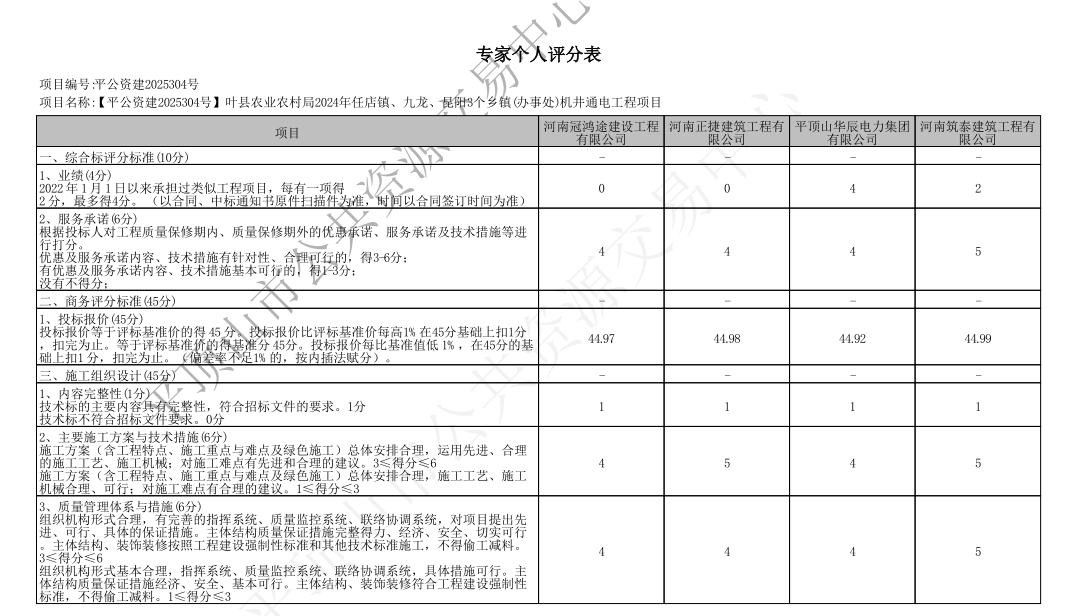 专家个人评分表
项目编号:平公资建2025304号
项目名称:【平公资建2025304号】叶县农业农村局2024年任店镇、九龙、昆阳3个乡镇(办事处)机井通电工程项目
项目 河南冠鸿途建设工程有限公司 河南正捷建筑工程有限公司 平顶山华辰电力集团有限公司 河南筑泰建筑工程有限公司
一、综合标评分标准(10分) – – – –
1、业绩(4分)
2022 年 1 月 1 日以来承担过类似工程项目，每有一项得
2 分，最多得4分。（以合同、中标通知书原件扫描件为准，时间以合同签订时间为准） 0 0 4 2
2、服务承诺(6分)
根据投标人对工程质量保修期内、质量保修期外的优惠承诺、服务承诺及技术措施等进
行打分。
优惠及服务承诺内容、技术措施有针对性、合理可行的，得3-6分；
有优惠及服务承诺内容、技术措施基本可行的，得1-3分；
没有不得分； 4 4 4 5
二、商务评分标准(45分) – – – –
1、投标报价(45分)
投标报价等于评标基准价的得 45 分。投标报价比评标基准价每高1% 在45分基础上扣1分
，扣完为止。等于评标基准价的得基准分 45分。投标报价每比基准值低 1% ，在45分的基
础上扣1 分，扣完为止。（偏差率不足1% 的，按内插法赋分）。 44.97 44.98 44.92 44.99
三、施工组织设计(45分) – – – –
1、内容完整性(1分)
技术标的主要内容具有完整性，符合招标文件的要求。1分
技术标不符合招标文件要求。0分 1 1 1 1
2、主要施工方案与技术措施(6分)
施工方案（含工程特点、施工重点与难点及绿色施工）总体安排合理，运用先进、合理
的施工工艺、施工机械；对施工难点有先进和合理的建议。3≤得分≤6
施工方案（含工程特点、施工重点与难点及绿色施工）总体安排合理，施工工艺、施工
机械合理、可行；对施工难点有合理的建议。1≤得分≤3 4 5 4 5
3、质量管理体系与措施(6分)
组织机构形式合理，有完善的指挥系统、质量监控系统、联络协调系统，对项目提出先
进、可行、具体的保证措施。主体结构质量保证措施完整得力、经济、安全、切实可行
。主体结构、装饰装修按照工程建设强制性标准和其他技术标准施工，不得偷工减料。
3≤得分≤6
组织机构形式基本合理，指挥系统、质量监控系统、联络协调系统，具体措施可行。主
体结构质量保证措施经济、安全、基本可行。主体结构、装饰装修符合工程建设强制性
标准，不得偷工减料。1≤得分≤3 4 4 4 5
平顶山市公共资源交易中心
平顶山市公共资源交易中心